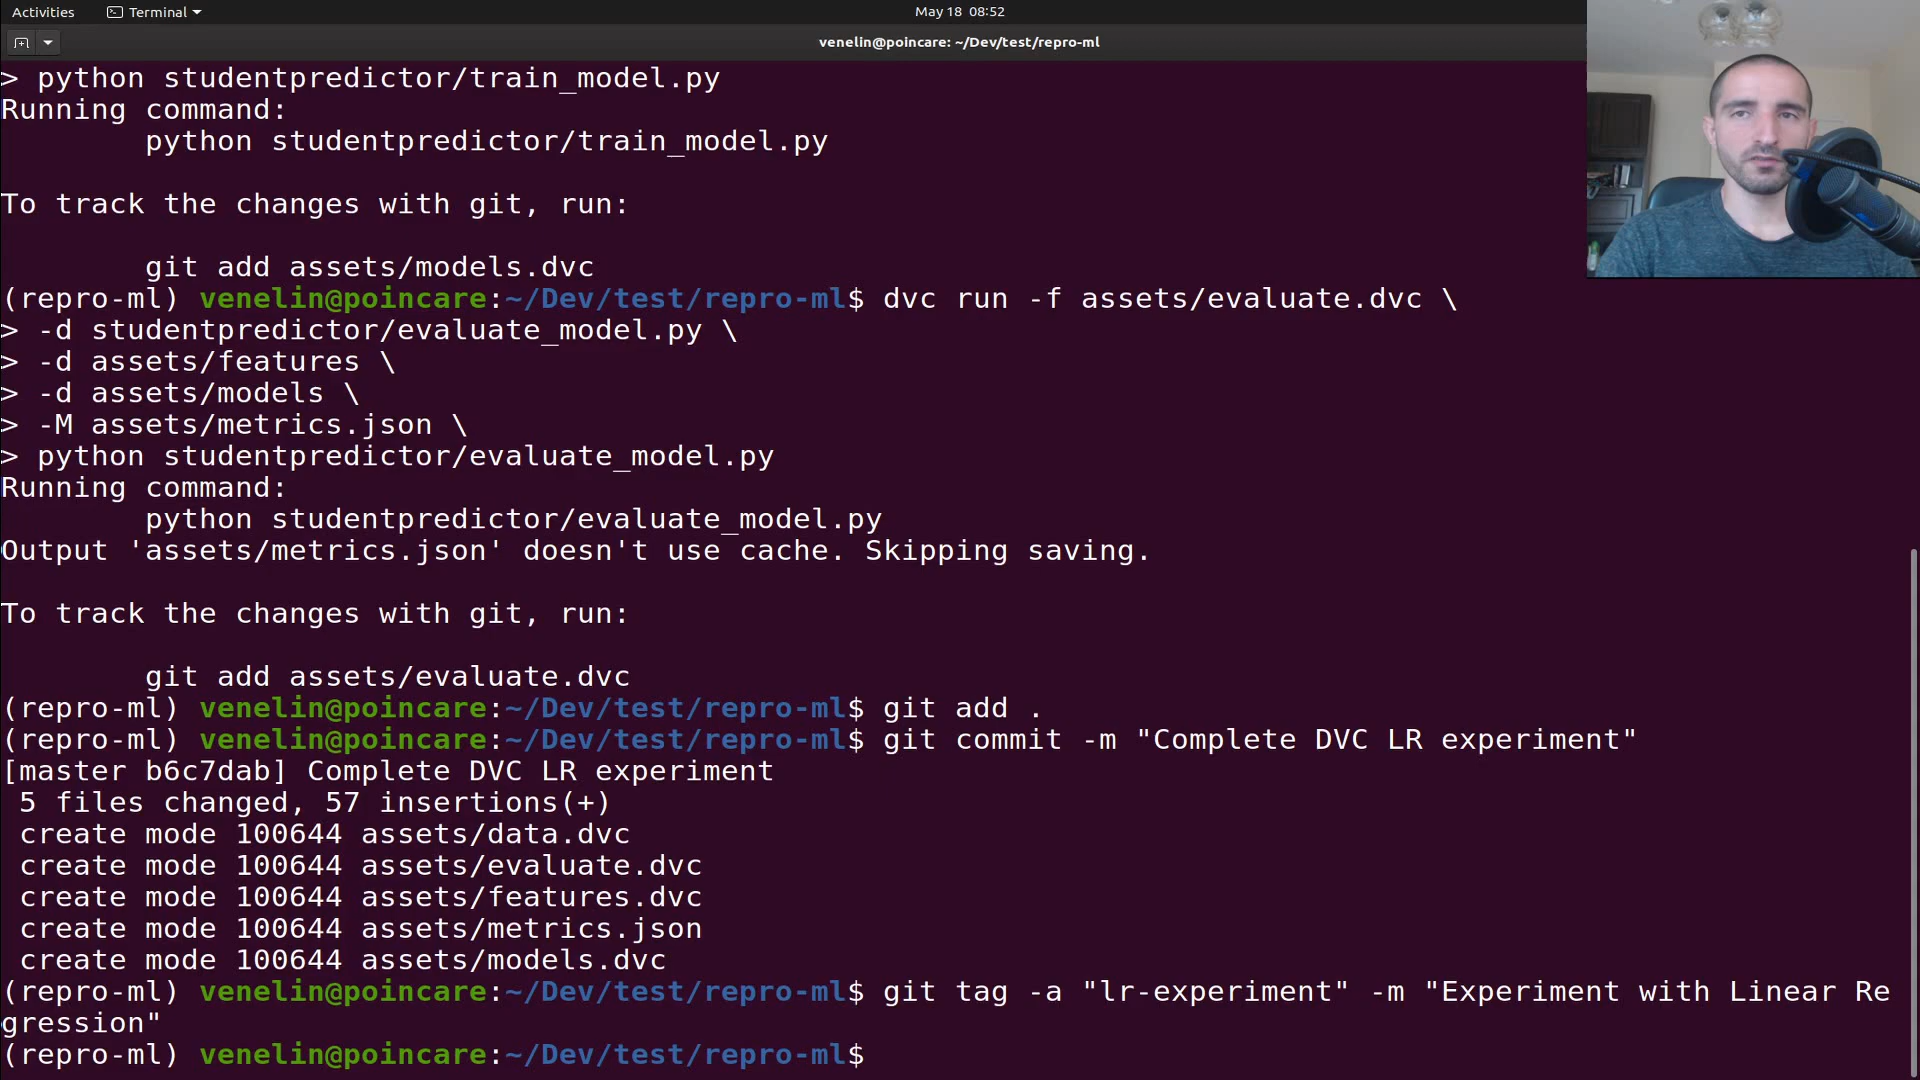 Activities Terminal May 18 08:52
venelin@poincare: ~/Dev/test/repro-ml
> python studentpredictor/train_model.py
Running command:
python studentpredictor/train_model.py
To track the changes with git, run:
git add assets/models.dvc
(repro-ml) venelin@poincare:~/Dev/test/repro-ml$ dvc run -f assets/evaluate.dvc \
> -d studentpredictor/evaluate_model.py \
> -d assets/features \
> -d assets/models \
> -M assets/metrics.json \
> python studentpredictor/evaluate_model.py
Running command:
python studentpredictor/evaluate_model.py
Output 'assets/metrics.json' doesn't use cache. Skipping saving.
To track the changes with git, run:
git add assets/evaluate.dvc
(repro-ml) venelin@poincare:~/Dev/test/repro-ml$ git add .
(repro-ml) venelin@poincare:~/Dev/test/repro-ml$ git commit -m "Complete DVC LR experiment"
[master b6c7dab] Complete DVC LR experiment
5 files changed, 57 insertions(+)
create mode 100644 assets/data.dvc
create mode 100644 assets/evaluate.dvc
create mode 100644 assets/features.dvc
create mode 100644 assets/metrics.json
create mode 100644 assets/models.dvc
(repro-ml) venelin@poincare:~/Dev/test/repro-ml$ git tag -a "lr-experiment" -m "Experiment with Linear Re
gression"
(repro-ml) venelin@poincare:~/Dev/test/repro-ml$